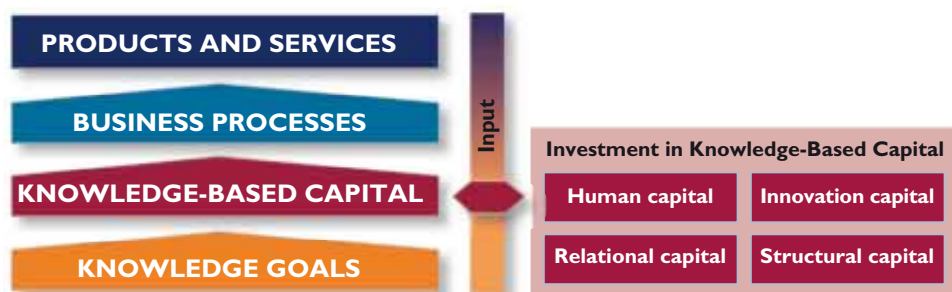 PRODUCTS AND SERVICES
BUSINESS PROCESSES
KNOWLEDGE-BASED CAPITAL
KNOWLEDGE GOALS
Input
Investment in Knowledge-Based Capital
Human capital
Innovation capital
Relational capital
Structural capital